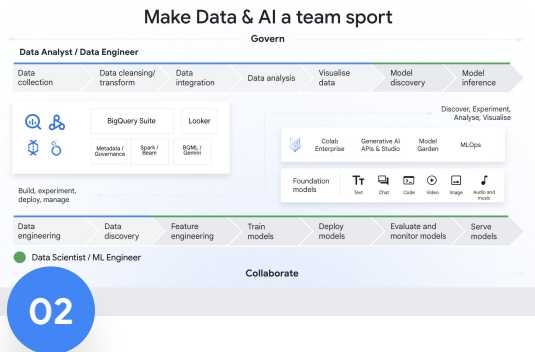 Make Data & AI a team sport
Govern
Data Analyst / Data Engineer
Data
collection
Data cleansing/
transform
Data
integration
Data analysis
Visualise
data
Model
discovery
Model
inference
BigQuery Suite
Looker
Metadata /
Governance
Spark /
Beam
BQML /
Gemini
Discover, Experiment,
Analyse, Visualise
Colab
Enterprise
Generative AI
APIs & Studio
Model
Garden
MLOps
Foundation
models
Text
Chat
Code
Video
Image
Audio and
music
Build, experiment,
deploy, manage
Data
engineering
Data
discovery
Feature
engineering
Train
models
Deploy
models
Evaluate and
monitor models
Serve
models
Data Scientist / ML Engineer
Collaborate
02